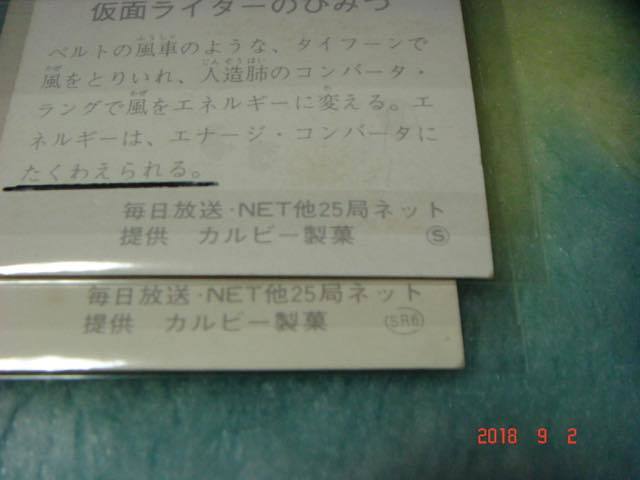 仮面ライダーのひみつ
ベルトの風車のような、タイフーンで
風をとりいれ、人造肺のコンバータ・
ラングで風をエネルギーに変える。エ
ネルギーは、エナージ・コンバータに
たくわえられる。
毎日放送・NET他25局ネット
提供 カルビー製菓 Ⓢ
毎日放送・NET他25局ネット
提供 カルビー製菓 SR6
2018 9 2